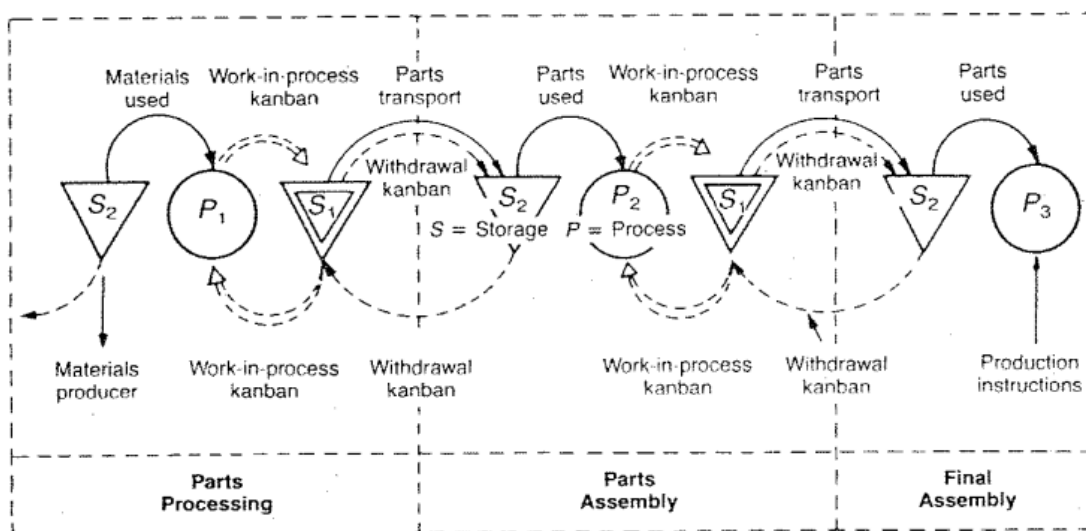 Materials
used
Work-in-process
kanban
Parts
transport
Parts
used
Work-in-process
kanban
Parts
transport
Parts
used
Withdrawal
kanban
Withdrawal
kanban
S₂
P₁
S₁
S₂
P₂
S₁
S₂
P₃
S = Storage P = Process
Materials
producer
Work-in-process
kanban
Withdrawal
kanban
Work-in-process
kanban
Withdrawal
kanban
Production
instructions
Parts
Processing
Parts
Assembly
Final
Assembly